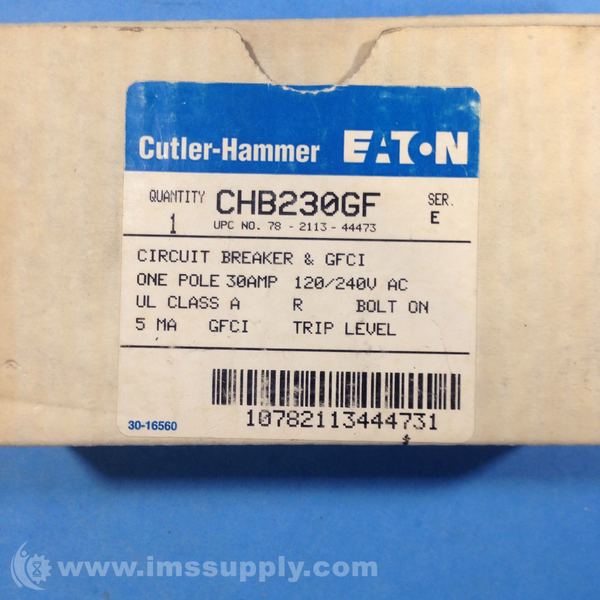 Cutler-Hammer EATON
QUANTITY CHB230GF SER.
1 UPC NO. 78 - 2113 - 44473 E
CIRCUIT BREAKER & GFCI
ONE POLE 30AMP 120/240V AC
UL CLASS A R BOLT ON
5 MA GFCI TRIP LEVEL
10782113444731
30-16560
$
© www.imssupply.com